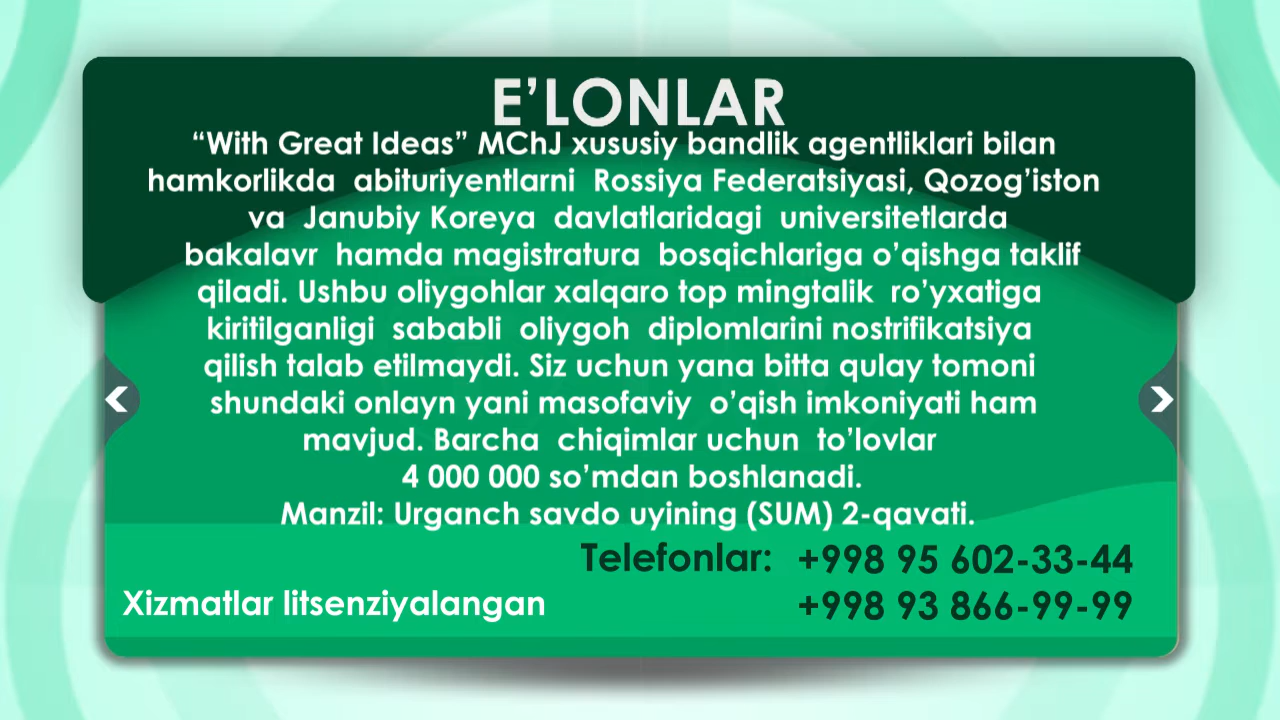 E’LONLAR
“With Great Ideas” MChJ xususiy bandlik agentliklari bilan
hamkorlikda abituriyentlarni Rossiya Federatsiyasi, Qozog’iston
va Janubiy Koreya davlatlaridagi universitetlarda
bakalavr hamda magistratura bosqichlariga o’qishga taklif
qiladi. Ushbu oliygohlar xalqaro top mingtalik ro’yxatiga
kiritilganligi sababli oliygoh diplomlarini nostrifikatsiya
qilish talab etilmaydi. Siz uchun yana bitta qulay tomoni
shundaki onlayn yani masofaviy o’qish imkoniyati ham
mavjud. Barcha chiqimlar uchun to’lovlar
4 000 000 so’mdan boshlanadi.
Manzil: Urganch savdo uyining (SUM) 2-qavati.
Telefonlar: +998 95 602-33-44
Xizmatlar litsenziyalangan +998 93 866-99-99